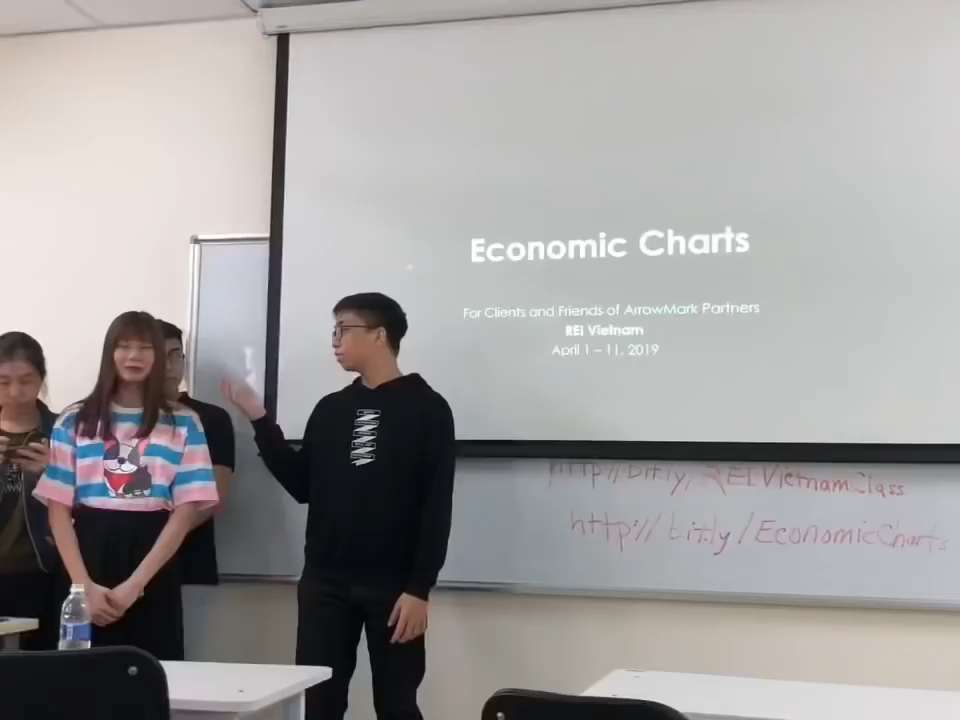 Economic Charts
For Clients and Friends of ArrowMark Partners
REI Vietnam
April 1 – 11, 2019
http://bit.ly/REIVietnamClass
http://bit.ly/EconomicCharts